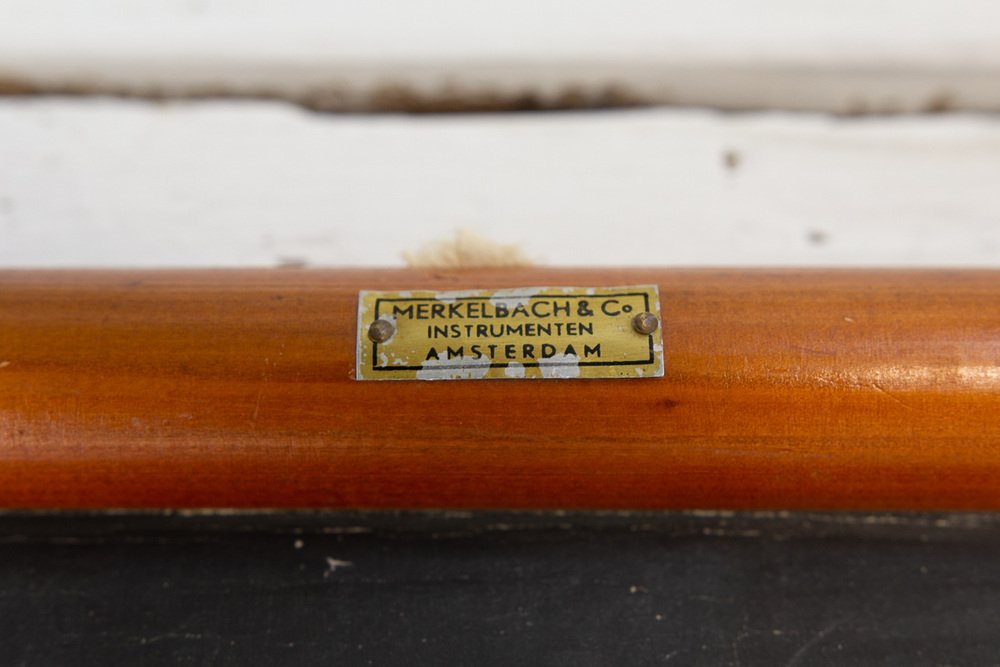 MERKELBACH & Co
INSTRUMENTEN
AMSTERDAM